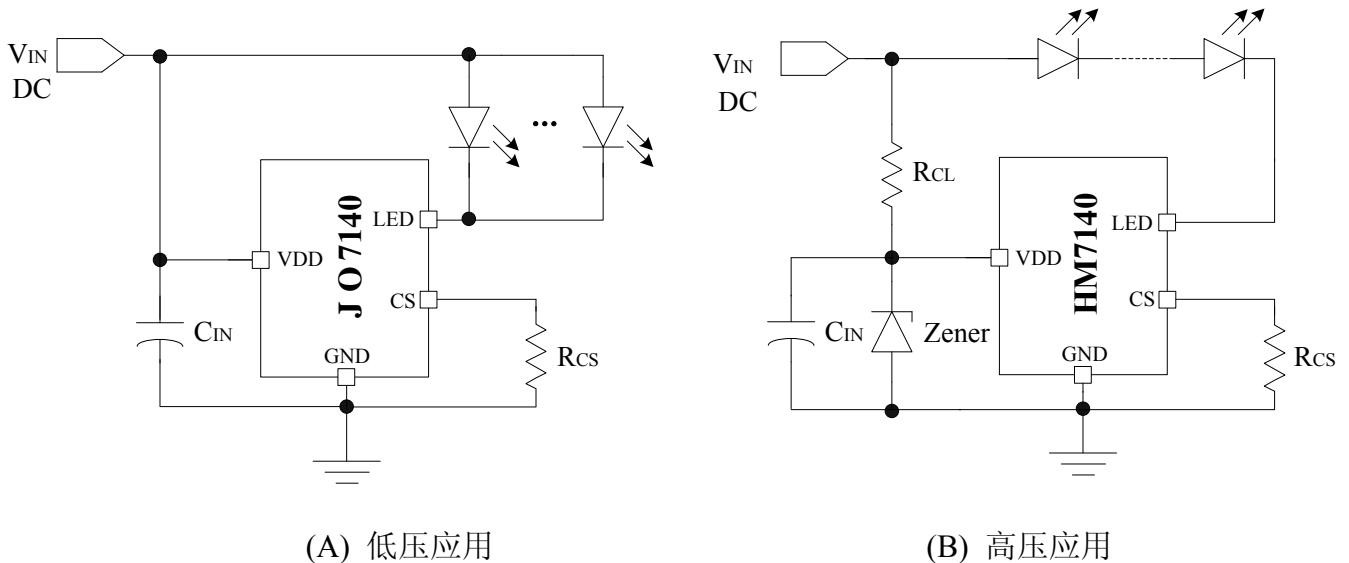 VIN
DC
...
LED
VDD
J O 7140
CS
CIN
GND
RCS
(A) 低压应用
VIN
DC
RCL
LED
VDD
HM7140
CS
CIN
Zener
GND
RCS
(B) 高压应用